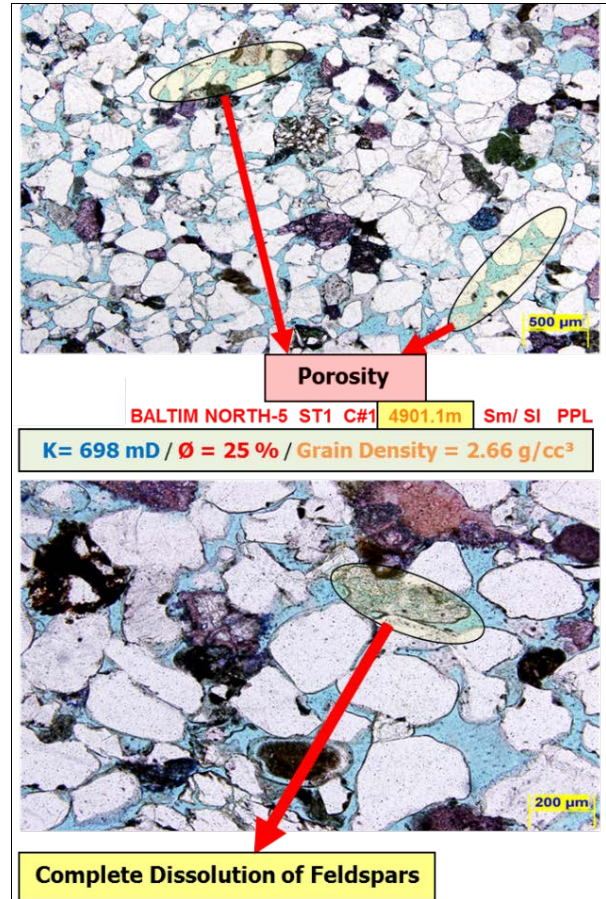 500 µm
Porosity
BALTIM NORTH-5 ST1 C#1 4901.1m Sm/ Sl PPL
K= 698 mD / Ø = 25 % / Grain Density = 2.66 g/cc³
200 µm
Complete Dissolution of Feldspars